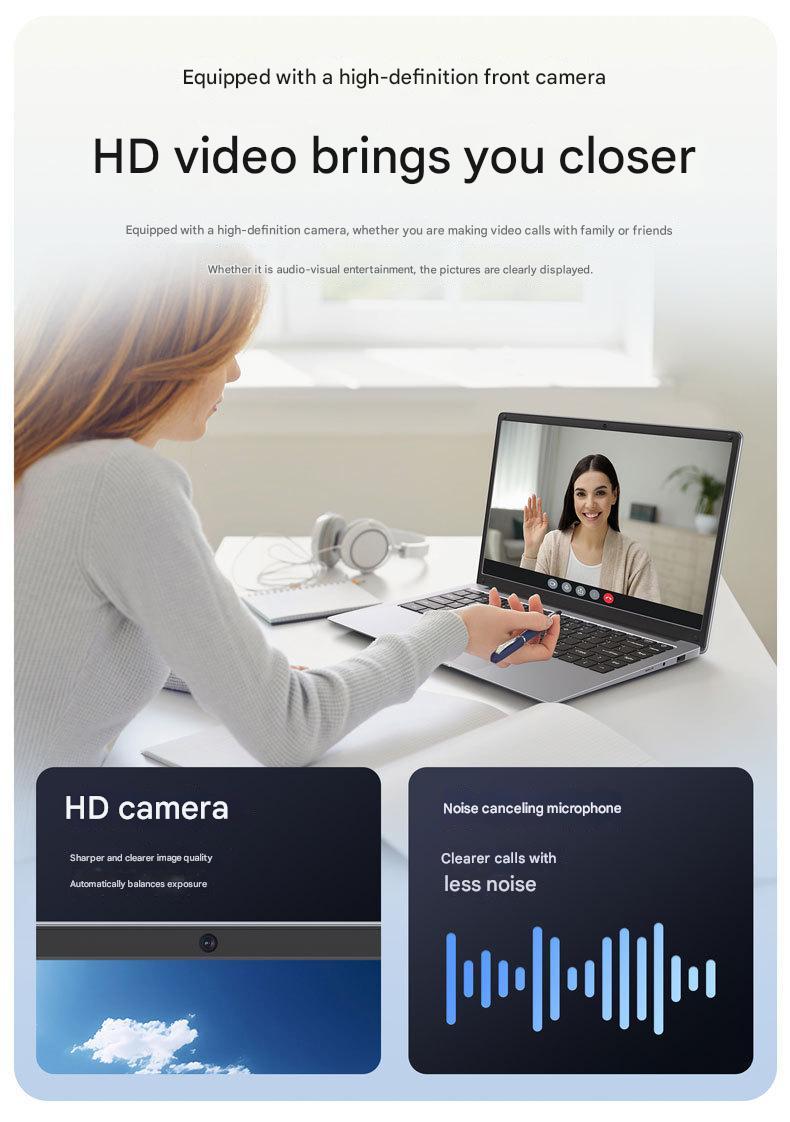 Equipped with a high-definition front camera
HD video brings you closer
Equipped with a high-definition camera, whether you are making video calls with family or friends
Whether it is audio-visual entertainment, the pictures are clearly displayed.
HD camera
Sharper and clearer image quality
Automatically balances exposure
Noise canceling microphone
Clearer calls with
less noise